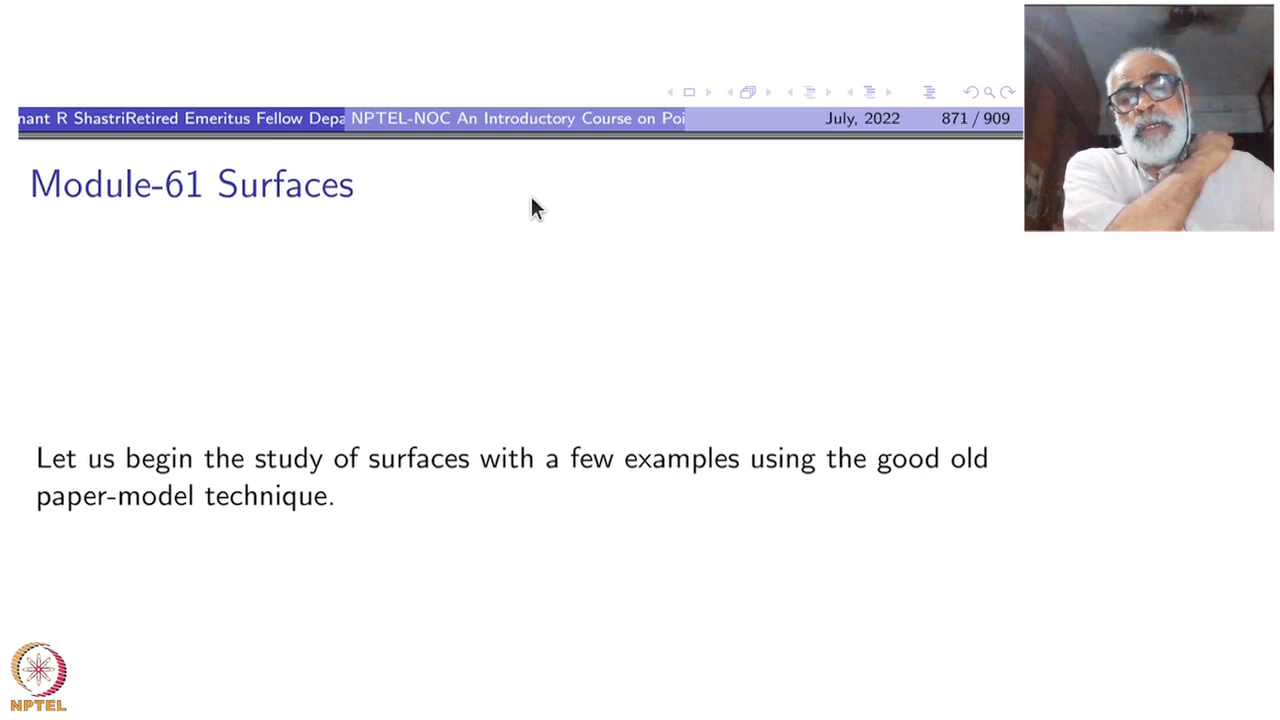 nant R ShastriRetired Emeritus Fellow Depa NPTEL-NOC An Introductory Course on Poi July, 2022 871 / 909
Module-61 Surfaces
Let us begin the study of surfaces with a few examples using the good old
paper-model technique.
NPTEL